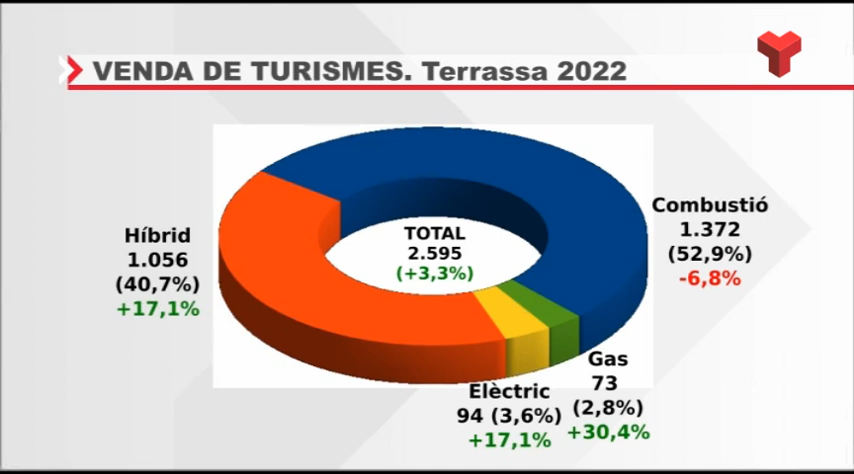 VENDA DE TURISMES. Terrassa 2022
Combustió
1.372
(52,9%)
-6,8%
Híbrid
1.056
(40,7%)
+17,1%
TOTAL
2.595
(+3,3%)
Gas
73
(2,8%)
+30,4%
Elèctric
94 (3,6%)
+17,1%